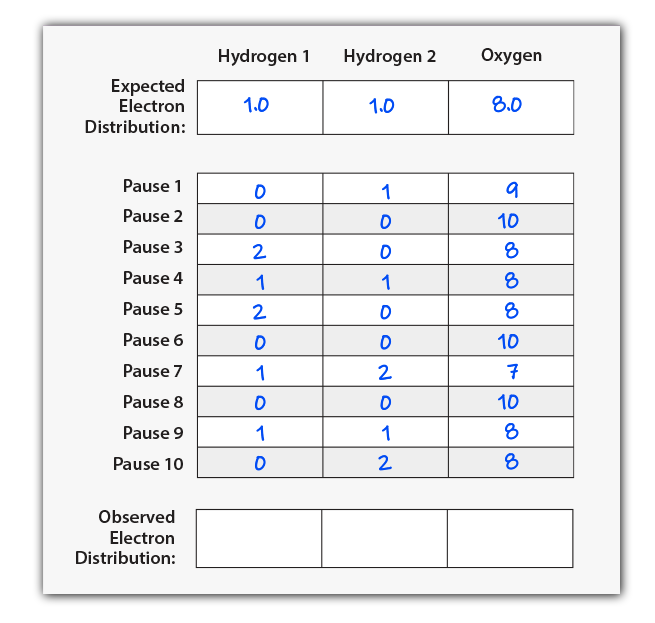 Hydrogen 1 Hydrogen 2 Oxygen
Expected
Electron
Distribution: 1.0 1.0 8.0
Pause 1 0 1 9
Pause 2 0 0 10
Pause 3 2 0 8
Pause 4 1 1 8
Pause 5 2 0 8
Pause 6 0 0 10
Pause 7 1 2 7
Pause 8 0 0 10
Pause 9 1 1 8
Pause 10 0 2 8
Observed
Electron
Distribution: